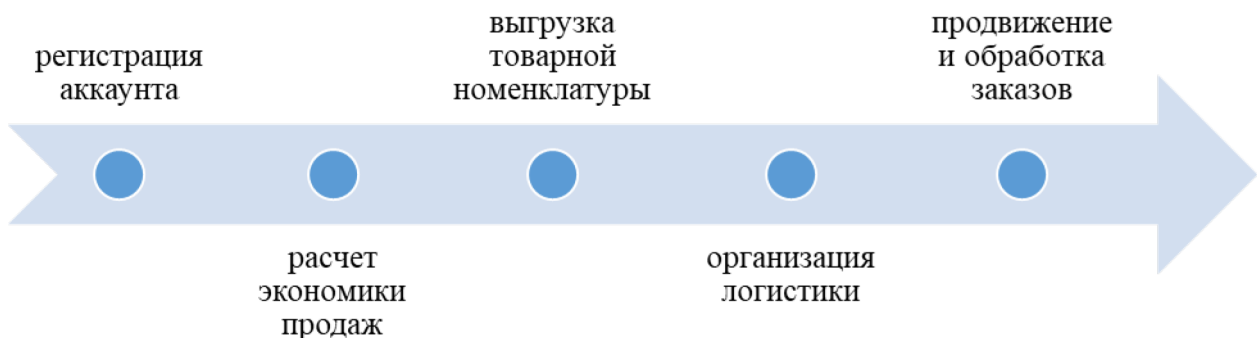 регистрация
аккаунта
расчет
экономики
продаж
выгрузка
товарной
номенклатуры
организация
логистики
продвижение
и обработка
заказов